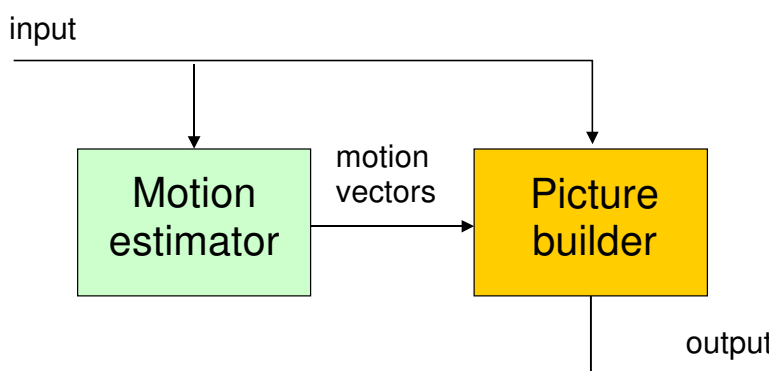 input
motion
vectors
Motion
estimator
Picture
builder
output